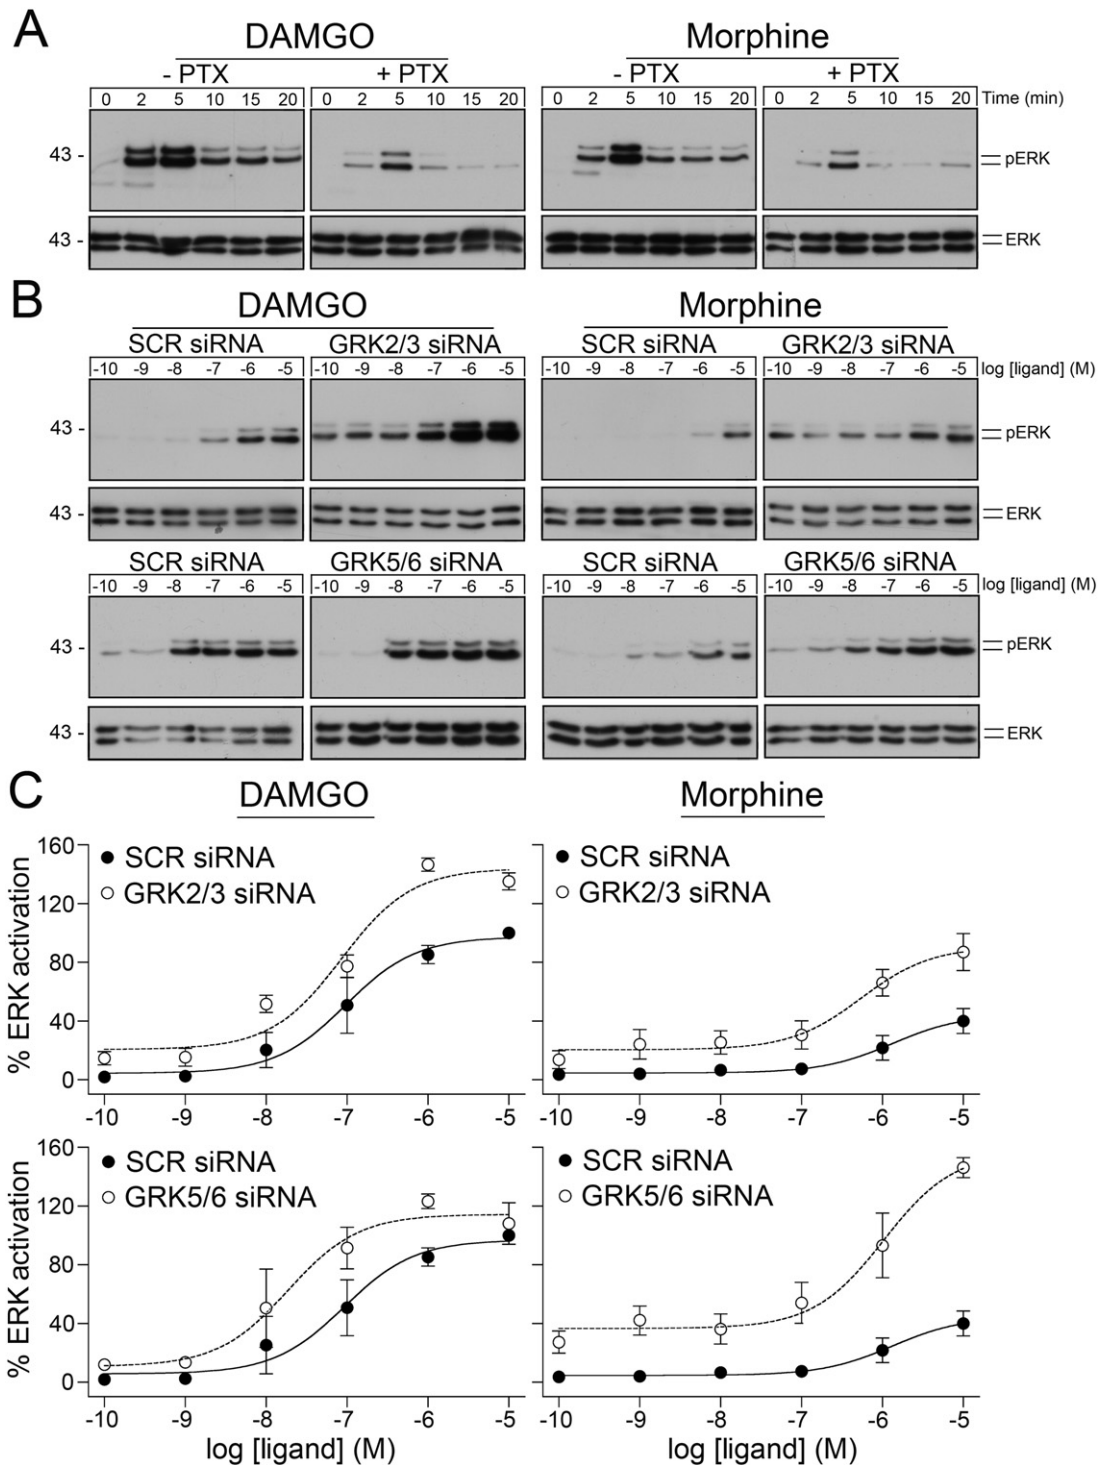 A
DAMGO Morphine
- PTX + PTX - PTX + PTX
0 2 5 10 15 20 0 2 5 10 15 20 0 2 5 10 15 20 0 2 5 10 15 20 Time (min)
43 - pERK
43 - ERK
B
DAMGO Morphine
SCR siRNA GRK2/3 siRNA SCR siRNA GRK2/3 siRNA
-10 -9 -8 -7 -6 -5 -10 -9 -8 -7 -6 -5 -10 -9 -8 -7 -6 -5 -10 -9 -8 -7 -6 -5 log [ligand] (M)
43 - pERK
43 - ERK
SCR siRNA GRK5/6 siRNA SCR siRNA GRK5/6 siRNA
-10 -9 -8 -7 -6 -5 -10 -9 -8 -7 -6 -5 -10 -9 -8 -7 -6 -5 -10 -9 -8 -7 -6 -5 log [ligand] (M)
43 - pERK
43 - ERK
C
DAMGO Morphine
% ERK activation
160
120
80
40
0
SCR siRNA
GRK2/3 siRNA
-10 -9 -8 -7 -6 -5
SCR siRNA
GRK2/3 siRNA
-10 -9 -8 -7 -6 -5
% ERK activation
160
120
80
40
0
SCR siRNA
GRK5/6 siRNA
-10 -9 -8 -7 -6 -5
log [ligand] (M)
SCR siRNA
GRK5/6 siRNA
-10 -9 -8 -7 -6 -5
log [ligand] (M)